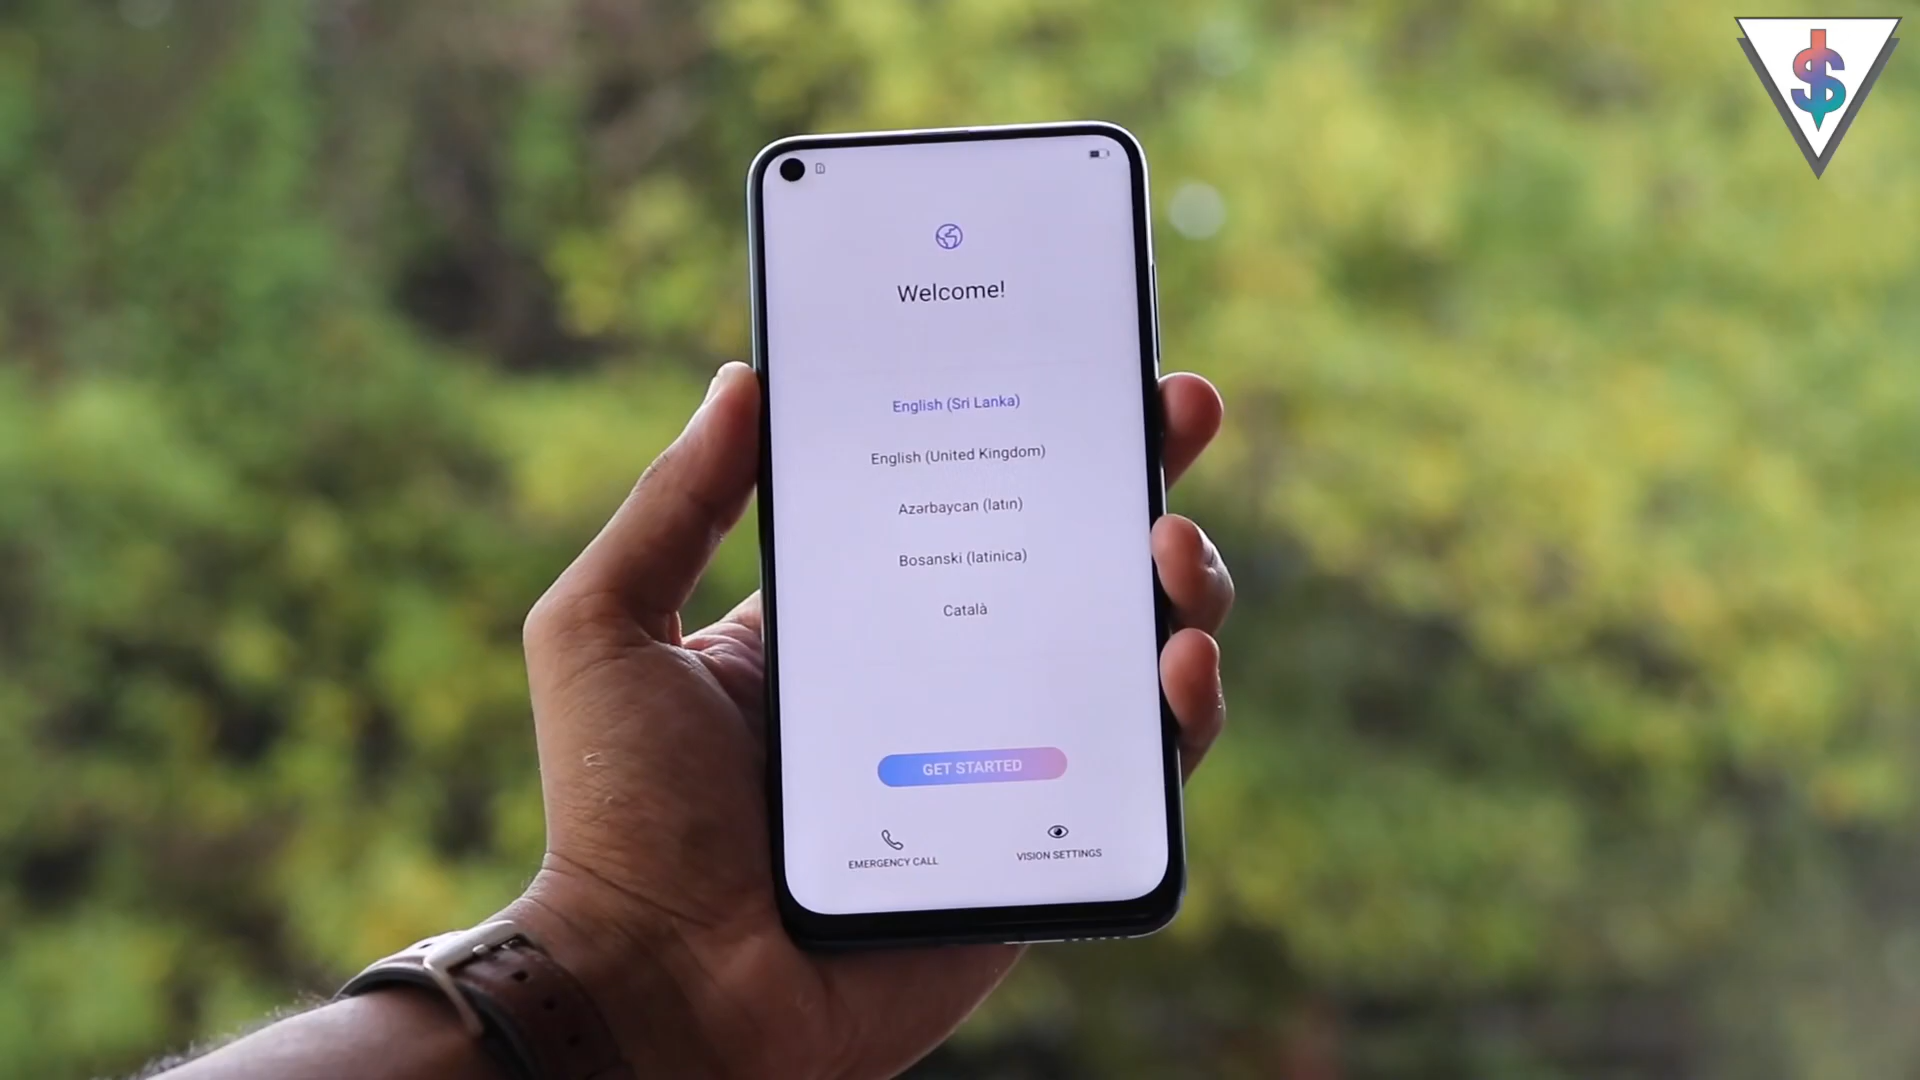 Welcome!
English (Sri Lanka)
English (United Kingdom)
Azərbaycan (latın)
Bosanski (latinica)
Català
GET STARTED
EMERGENCY CALL
VISION SETTINGS
$